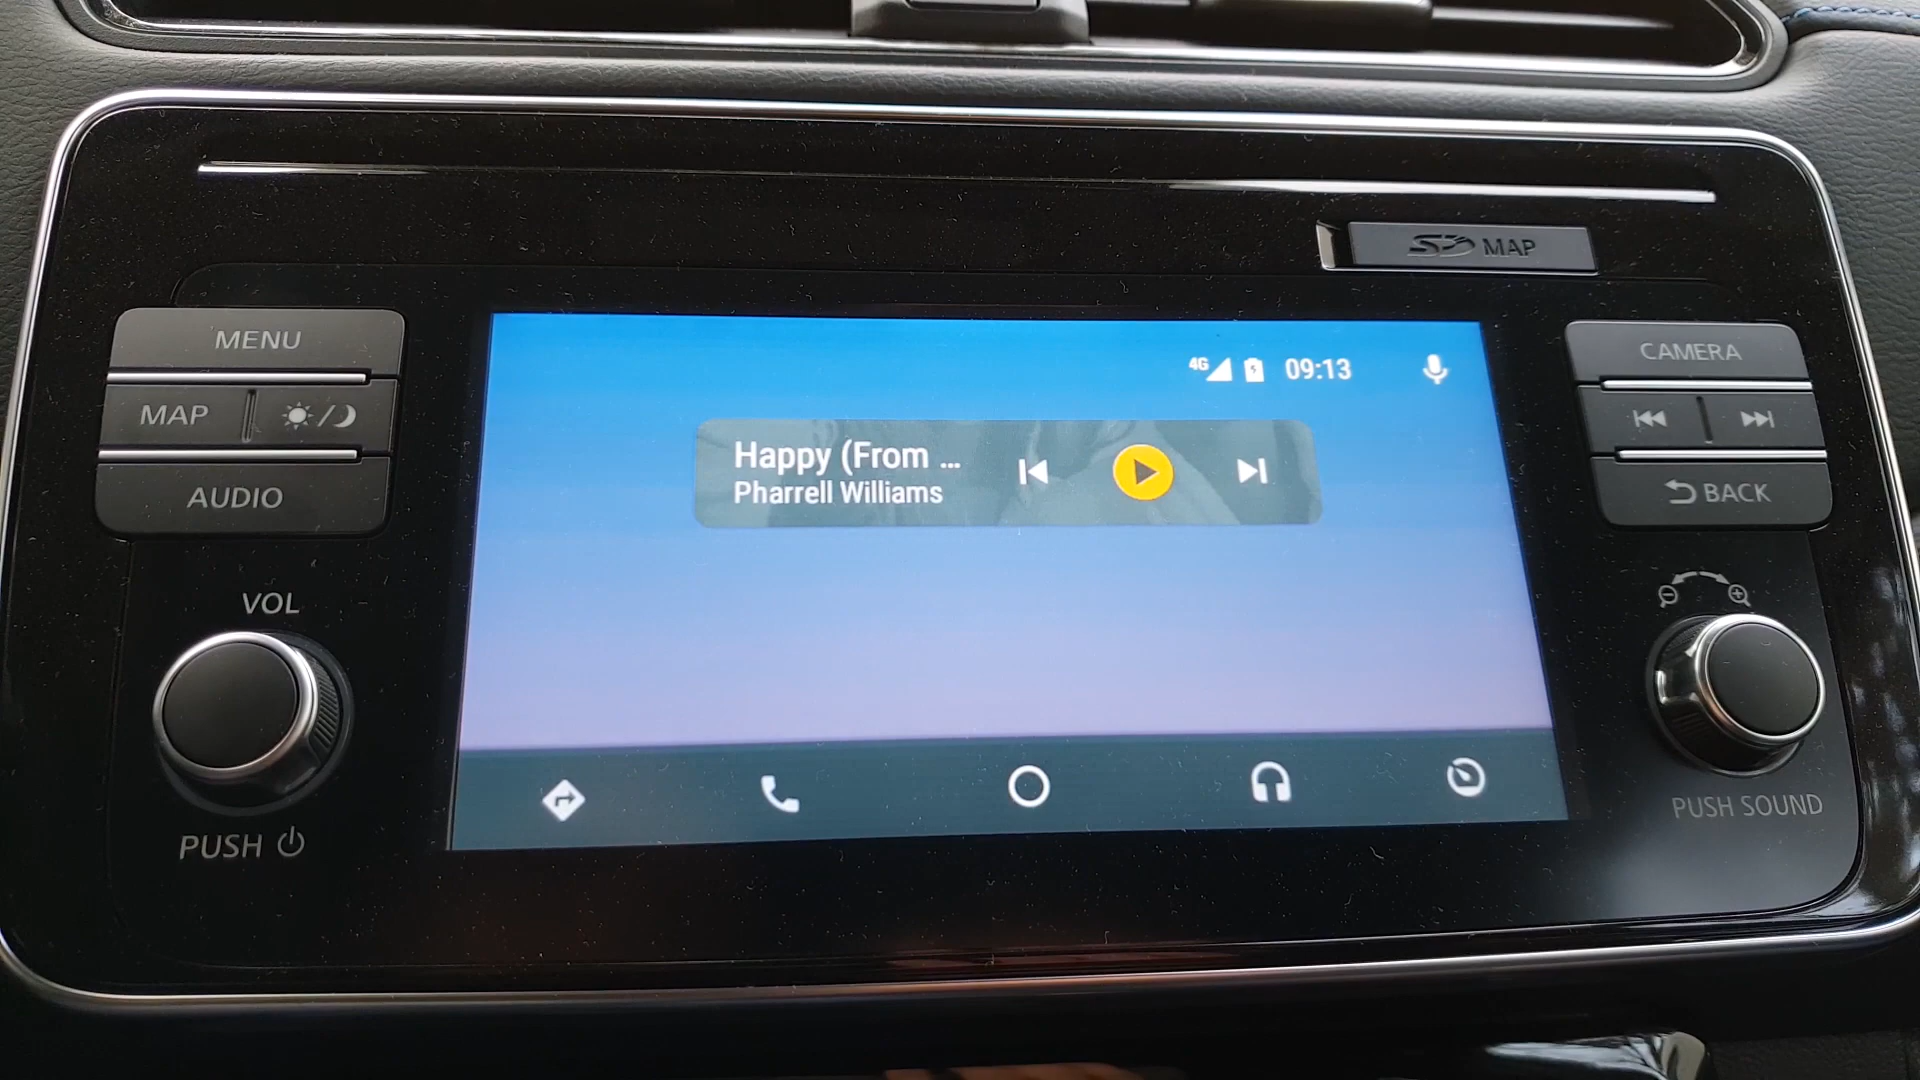 SD MAP
MENU
MAP
AUDIO
VOL
PUSH
4G 09:13
Happy (From ...
Pharrell Williams
CAMERA
BACK
PUSH SOUND